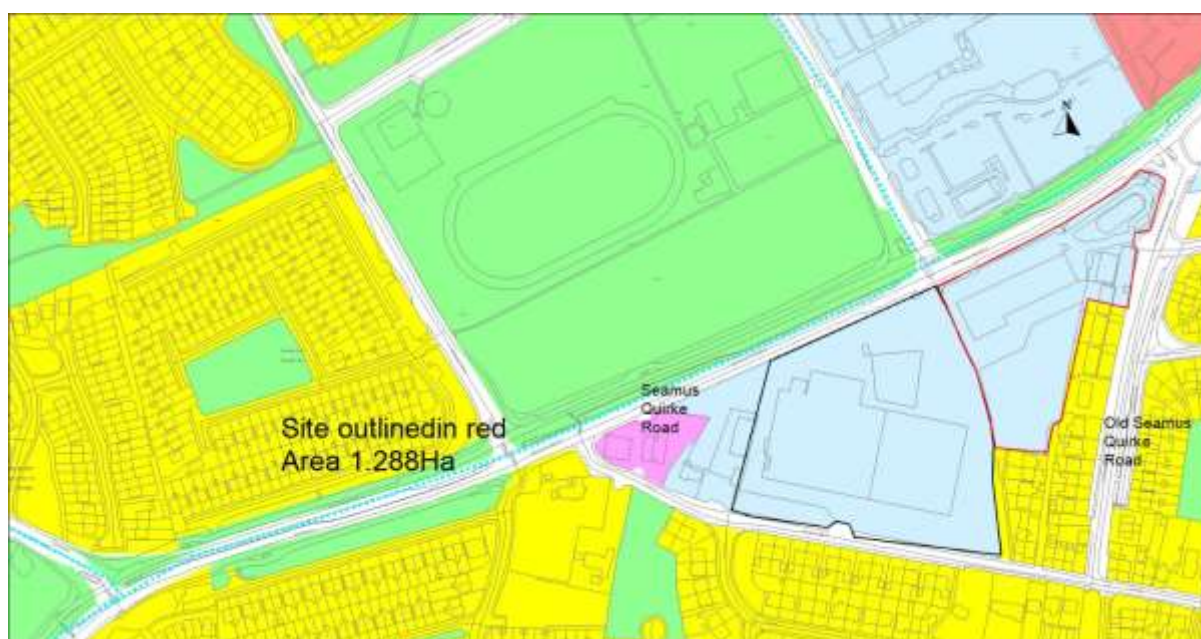 N
Seamus
Quirke
Road
Site outlinedin red
Area 1.288Ha
Old Seamus
Quirke
Road